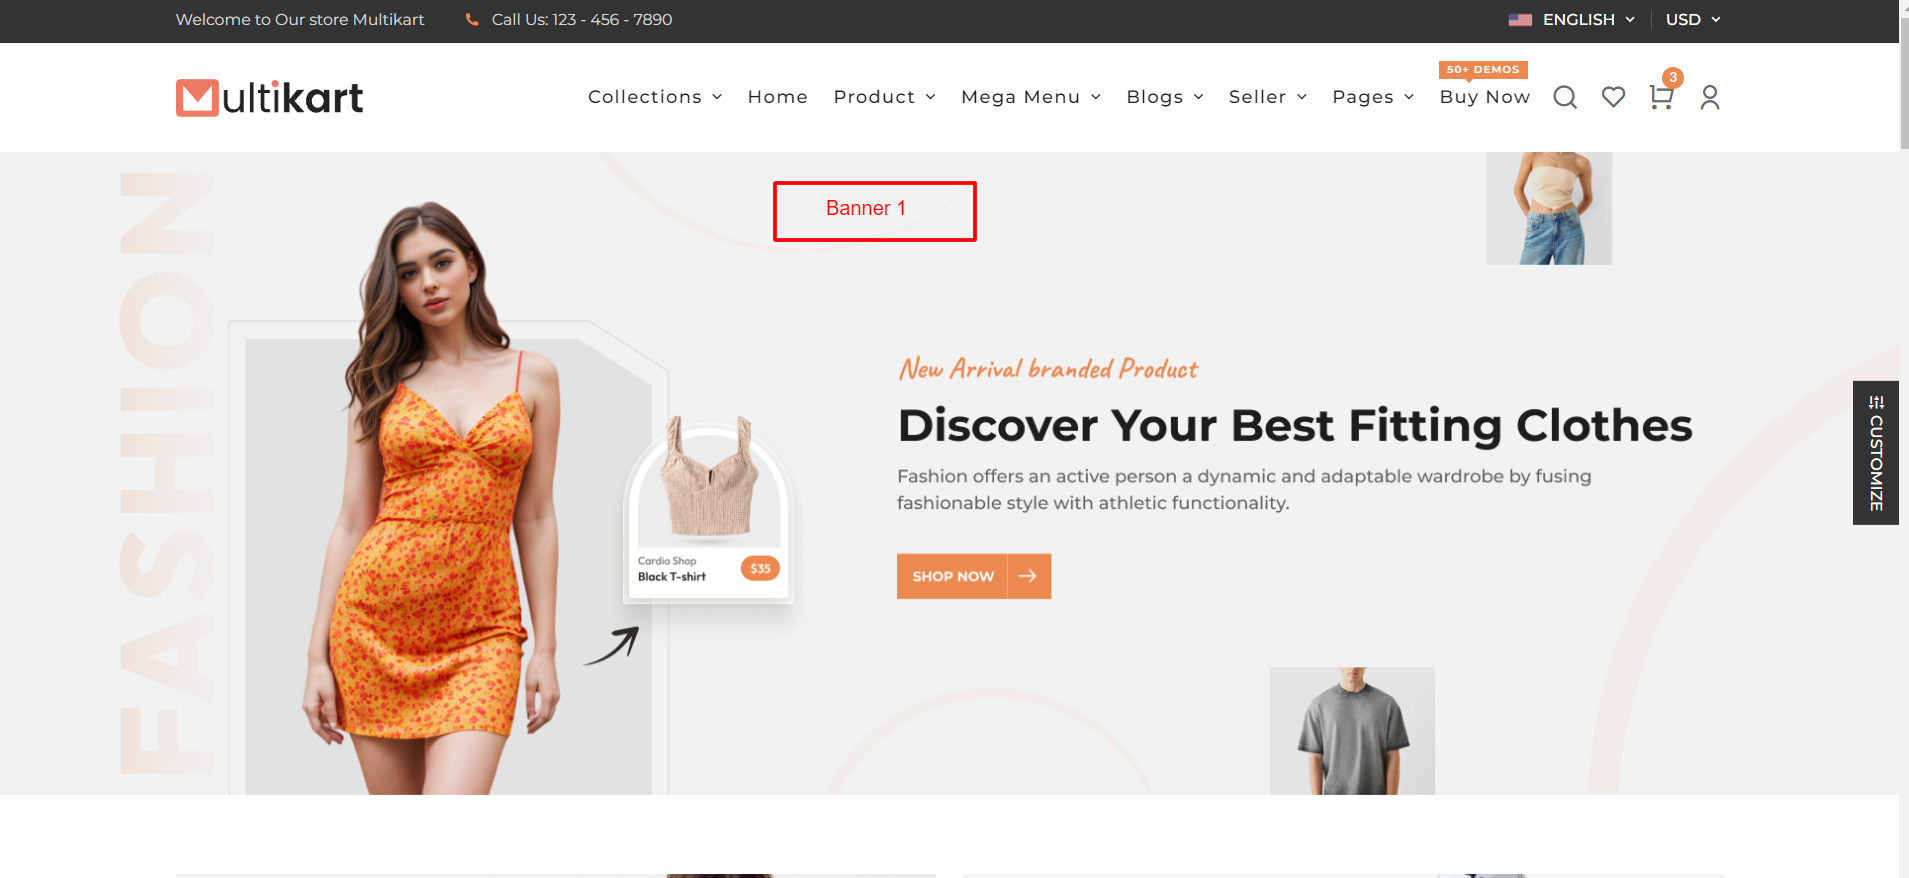 Welcome to Our store Multikart
Call Us: 123 - 456 - 7890
ENGLISH
USD
Multikart
Collections
Home
Product
Mega Menu
Blogs
Seller
Pages
50+ DEMOS
Buy Now
3
FASHION
Banner 1
New Arrival branded Product
Discover Your Best Fitting Clothes
Fashion offers an active person a dynamic and adaptable wardrobe by fusing
fashionable style with athletic functionality.
SHOP NOW
Cardio Shop
Black T-shirt
$35
CUSTOMIZE